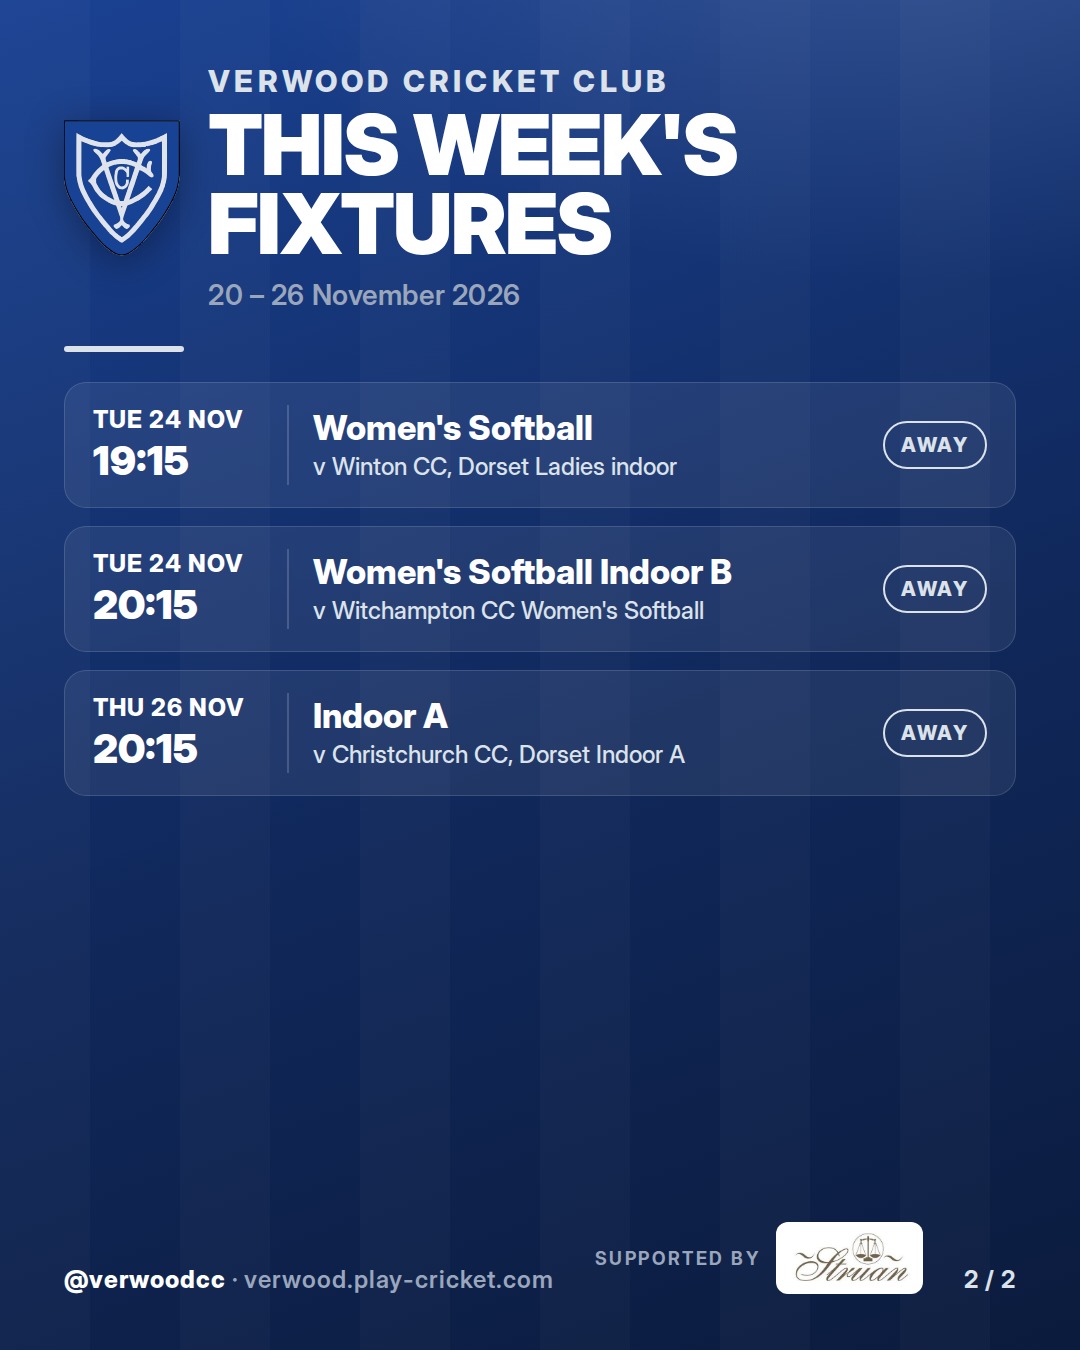 VERWOOD CRICKET CLUB
THIS WEEK'S
FIXTURES
20 – 26 November 2026
TUE 24 NOV
19:15
Women's Softball
v Winton CC, Dorset Ladies indoor
AWAY
TUE 24 NOV
20:15
Women's Softball Indoor B
v Witchampton CC Women's Softball
AWAY
THU 26 NOV
20:15
Indoor A
v Christchurch CC, Dorset Indoor A
AWAY
@verwoodcc · verwood.play-cricket.com
SUPPORTED BY
Struan
2 / 2